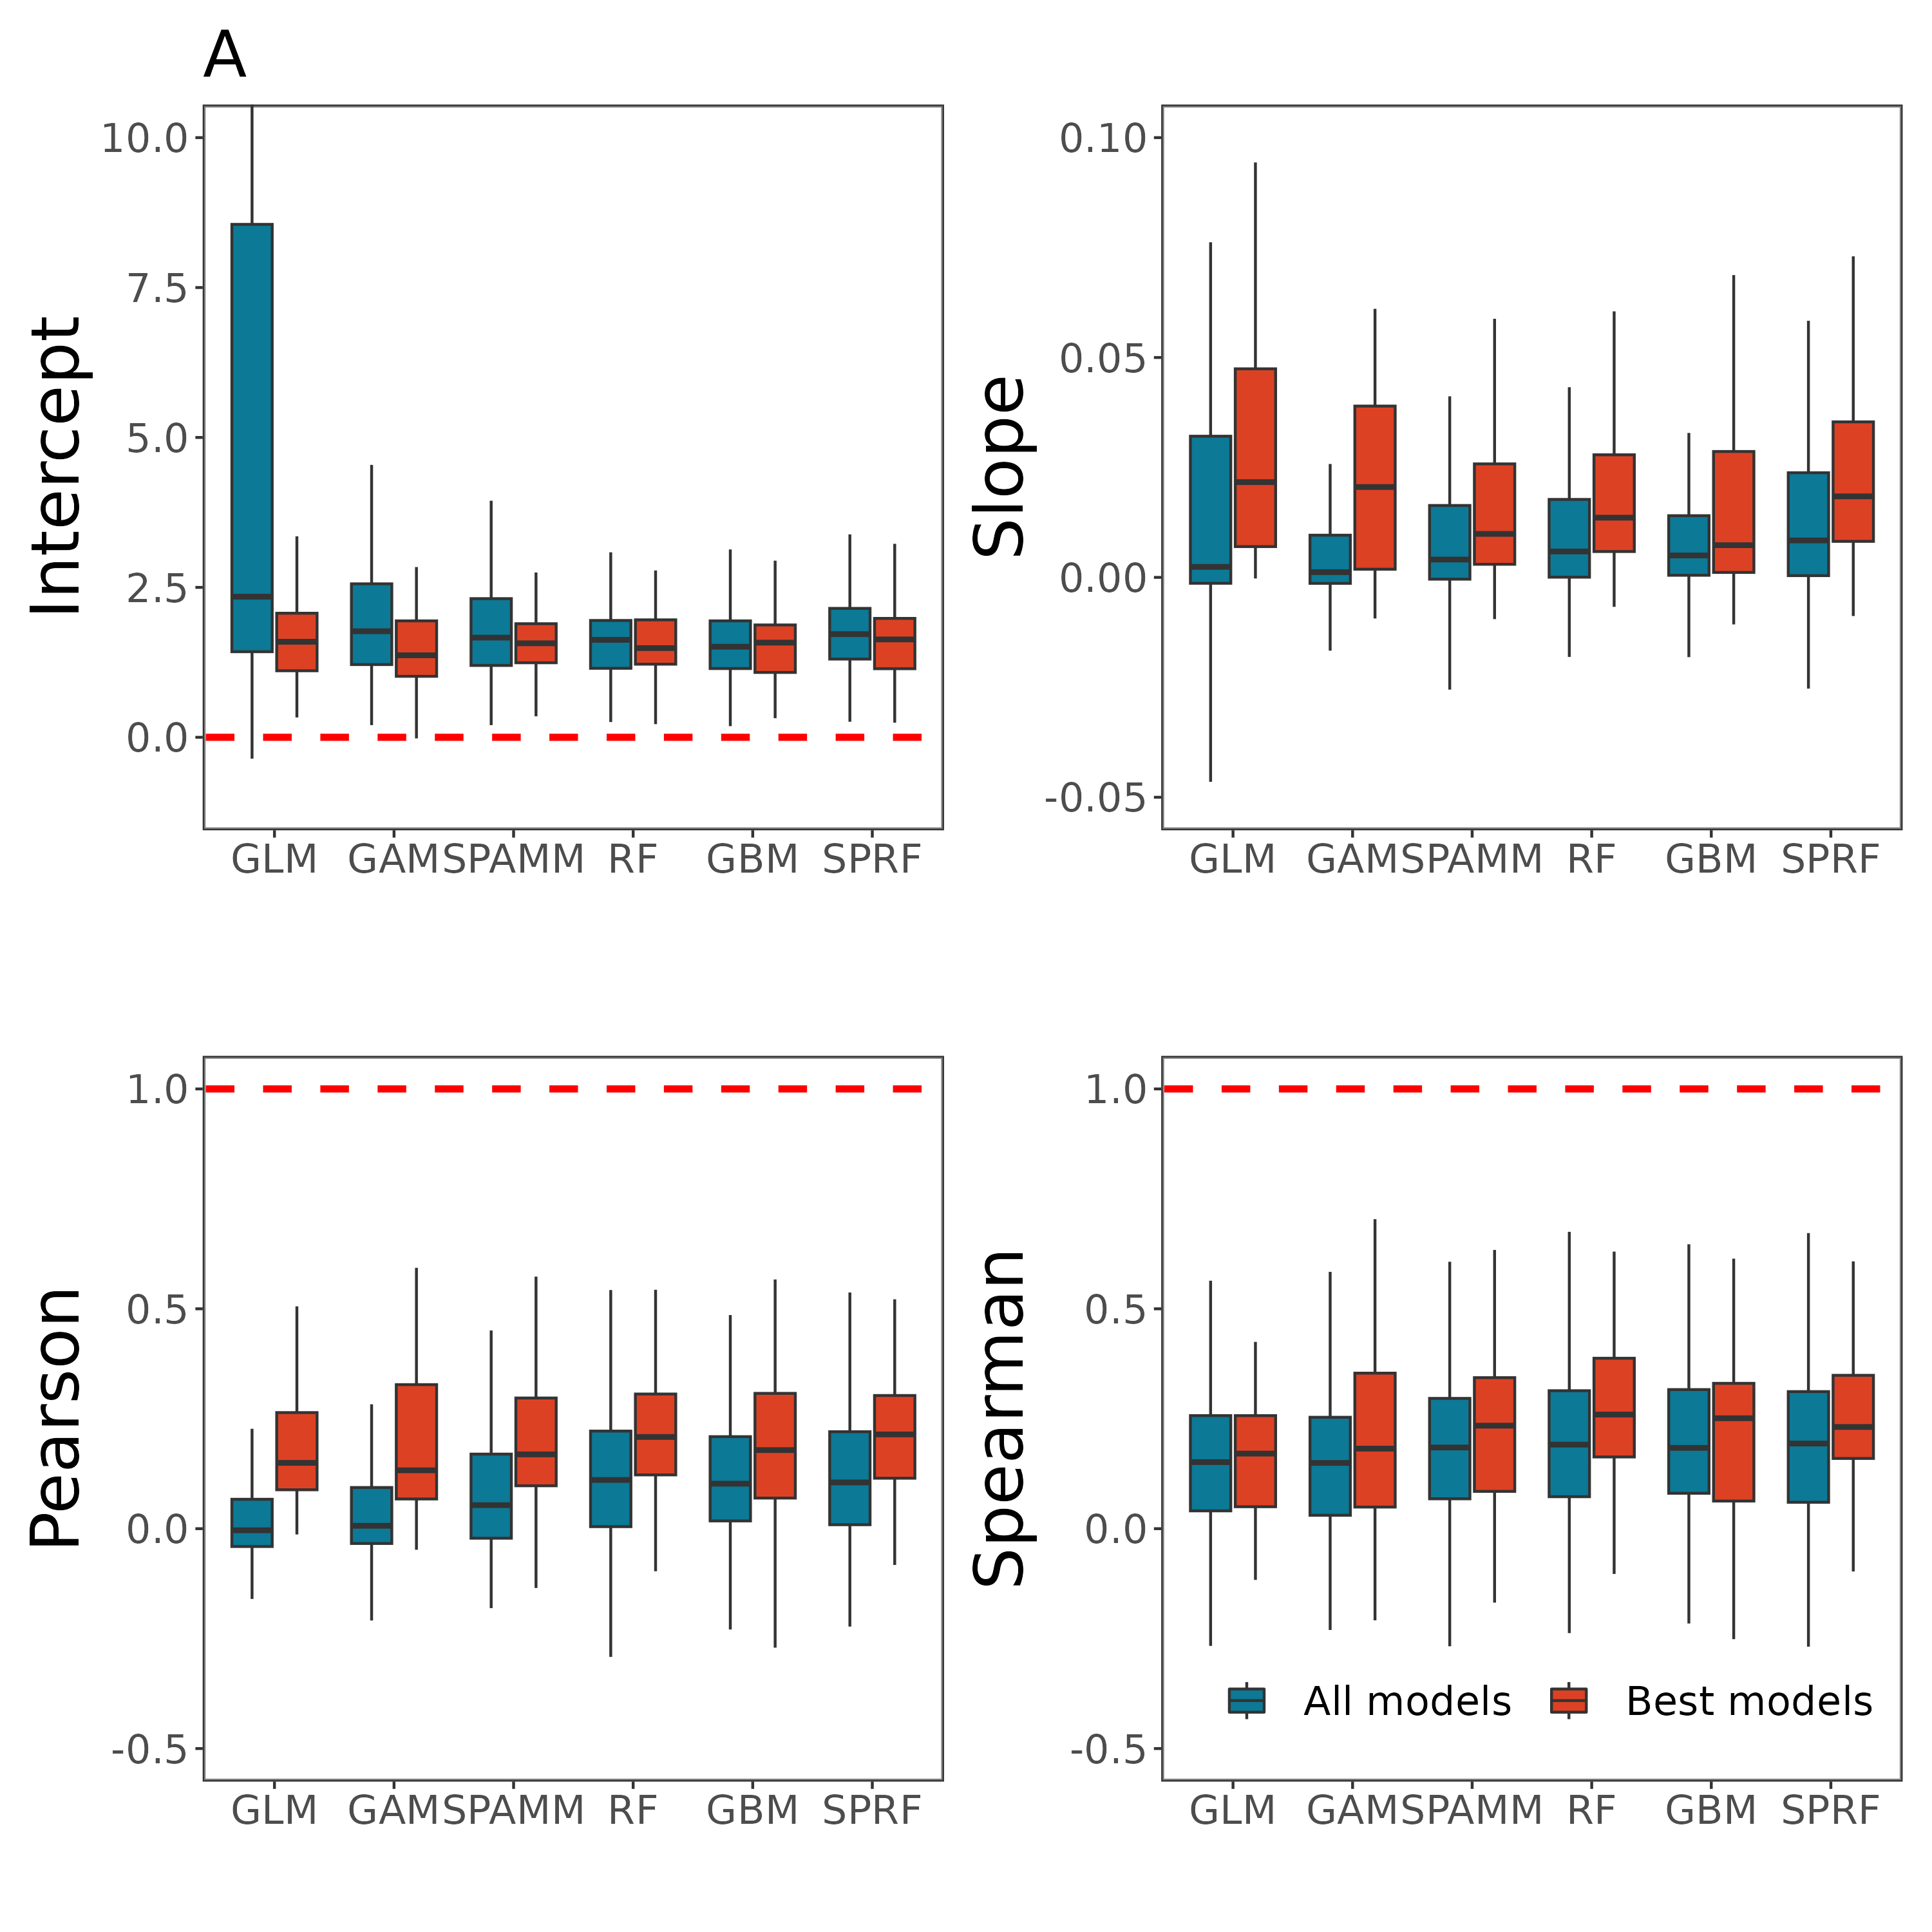 A
Intercept
10.0
7.5
5.0
2.5
0.0
GLM GAM SPAMM RF GBM SPRF
Slope
0.10
0.05
0.00
-0.05
GLM GAM SPAMM RF GBM SPRF
Pearson
1.0
0.5
0.0
-0.5
GLM GAM SPAMM RF GBM SPRF
Spearman
1.0
0.5
0.0
-0.5
All models Best models
GLM GAM SPAMM RF GBM SPRF